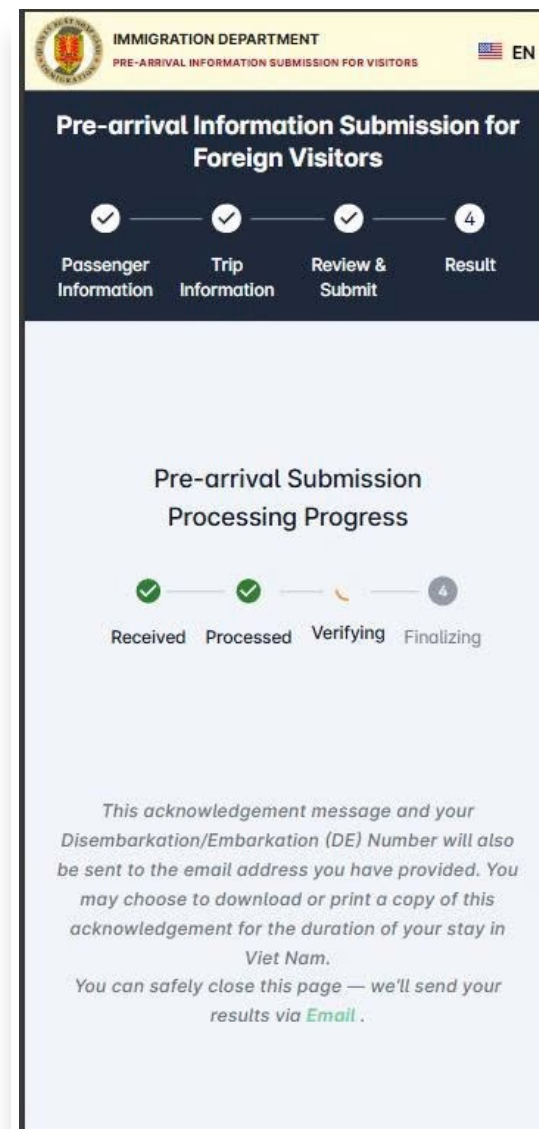 IMMIGRATION DEPARTMENT
PRE-ARRIVAL INFORMATION SUBMISSION FOR VISITORS
EN
Pre-arrival Information Submission for
Foreign Visitors
4
Passenger Information
Trip Information
Review & Submit
Result
Pre-arrival Submission
Processing Progress
4
Received Processed Verifying Finalizing
This acknowledgement message and your
Disembarkation/Embarkation (DE) Number will also
be sent to the email address you have provided. You
may choose to download or print a copy of this
acknowledgement for the duration of your stay in
Viet Nam.
You can safely close this page — we'll send your
results via Email .